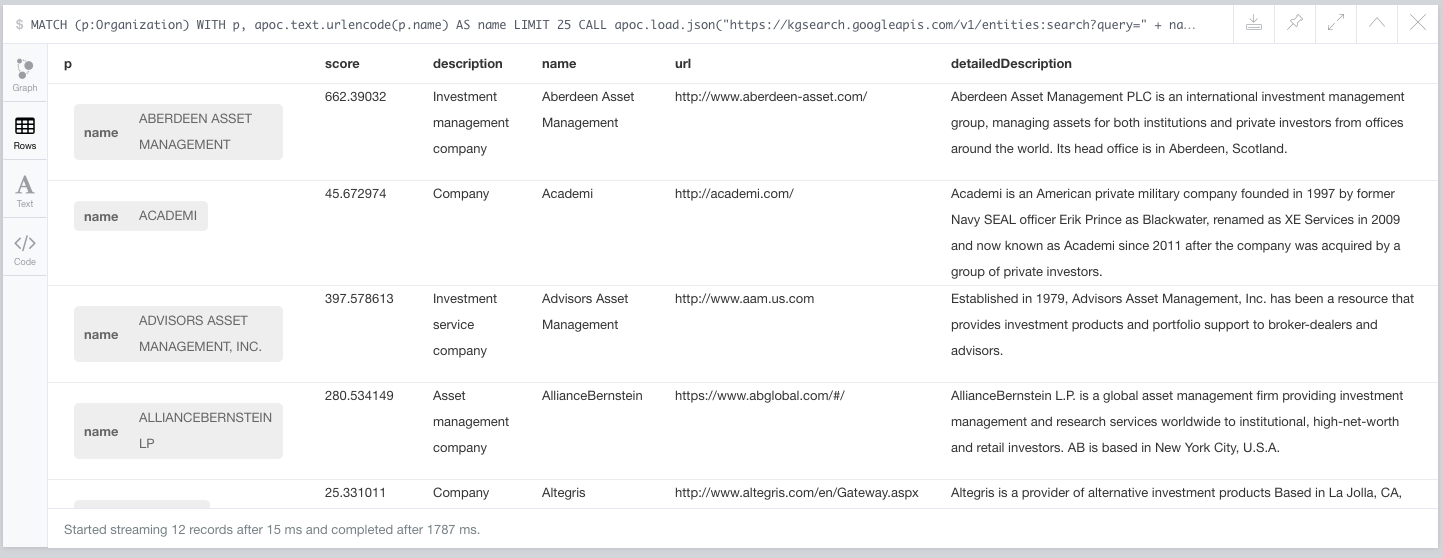 $ MATCH (p:Organization) WITH p, apoc.text.urlencode(p.name) AS name LIMIT 25 CALL apoc.load.json("https://kgsearch.googleapis.com/v1/entities:search?query=" + na…
Graph
Rows
A
Text
</>
Code
p score description name url detailedDescription
name ABERDEEN ASSET
MANAGEMENT
662.39032 Investment
management
company
Aberdeen Asset
Management
http://www.aberdeen-asset.com/
Aberdeen Asset Management PLC is an international investment management
group, managing assets for both institutions and private investors from offices
around the world. Its head office is in Aberdeen, Scotland.
name ACADEMI
45.672974 Company Academi http://academi.com/
Academi is an American private military company founded in 1997 by former
Navy SEAL officer Erik Prince as Blackwater, renamed as XE Services in 2009
and now known as Academi since 2011 after the company was acquired by a
group of private investors.
name ADVISORS ASSET
MANAGEMENT, INC.
397.578613 Investment
service
company
Advisors Asset
Management
http://www.aam.us.com
Established in 1979, Advisors Asset Management, Inc. has been a resource that
provides investment products and portfolio support to broker-dealers and
advisors.
name ALLIANCEBERNSTEIN
LP
280.534149 Asset
management
company
AllianceBernstein
https://www.abglobal.com/#/
AllianceBernstein L.P. is a global asset management firm providing investment
management and research services worldwide to institutional, high-net-worth
and retail investors. AB is based in New York City, U.S.A.
25.331011 Company Altegris http://www.altegris.com/en/Gateway.aspx
Altegris is a provider of alternative investment products Based in La Jolla, CA,
Started streaming 12 records after 15 ms and completed after 1787 ms.